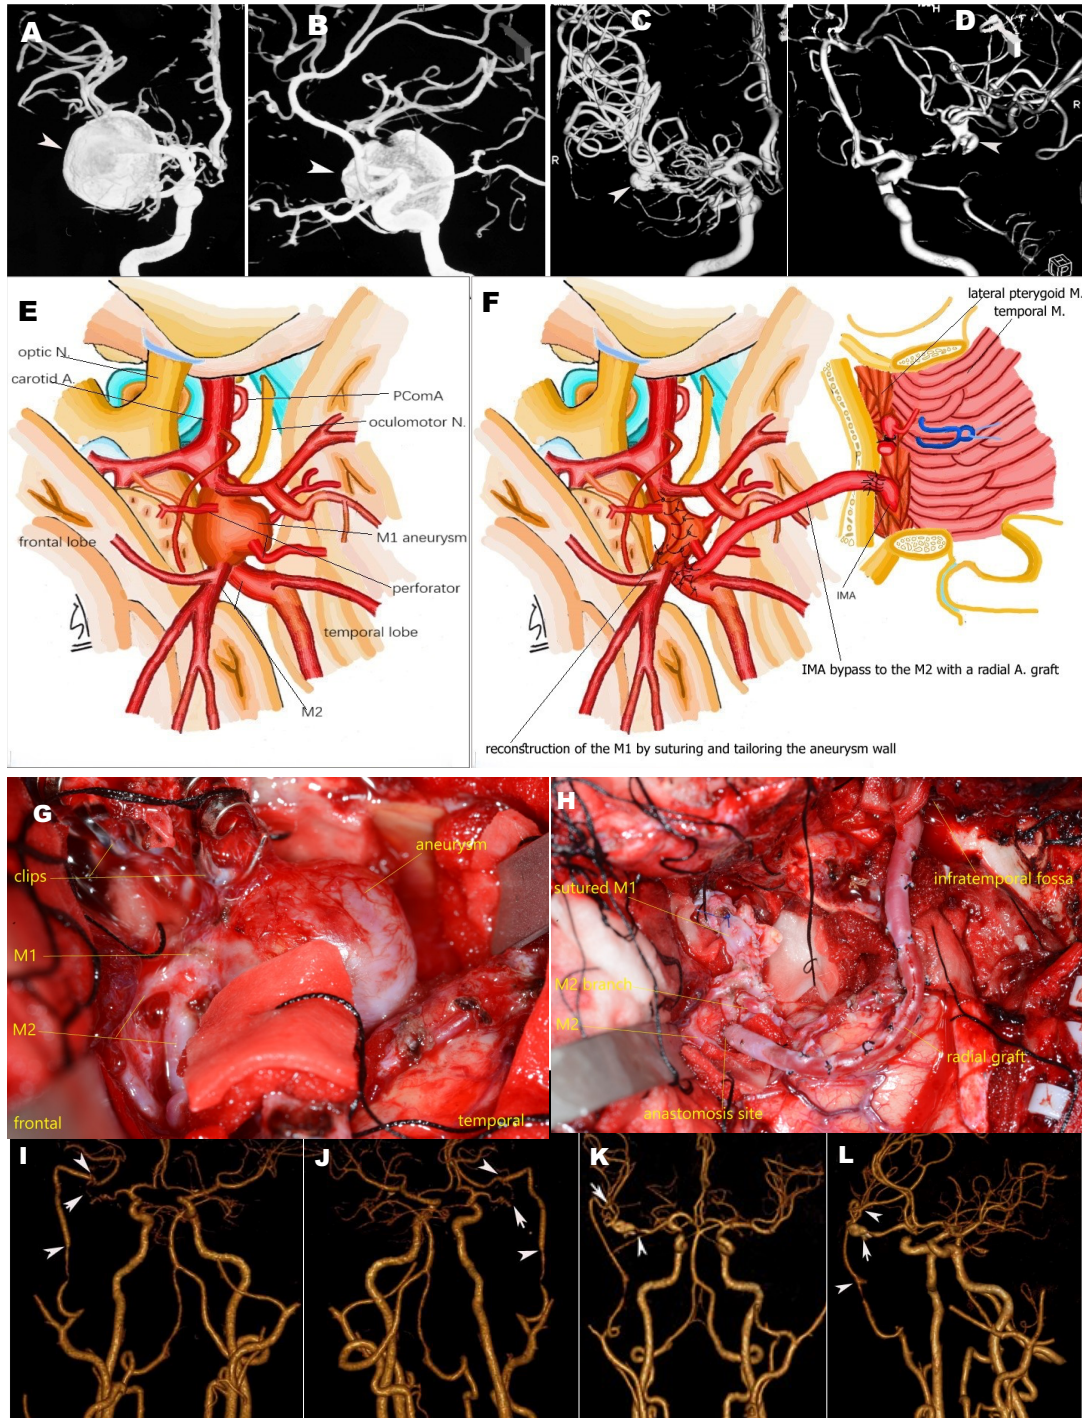 A
B
H
C
H
R
D
H
R
E
optic N.
carotid A.
PComA
oculomotor N.
M1 aneurysm
frontal lobe
perforator
temporal lobe
M2
F
lateral pterygoid M.
temporal M.
IMA
IMA bypass to the M2 with a radial A. graft
reconstruction of the M1 by suturing and tailoring the aneurysm wall
G
aneurysm
clips
M1
M2
frontal
temporal
H
sutured M1
infratemporal fossa
M2 branch
M2
radial graft
anastomosis site
I
J
K
L